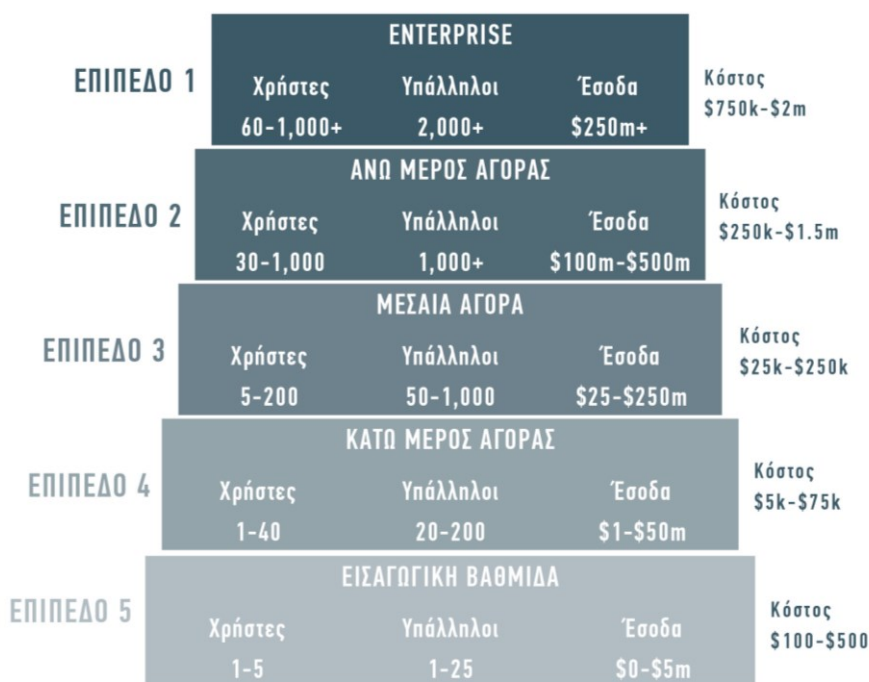 ENTERPRISE
ΕΠΙΠΕΔΟ 1
Χρήστες Υπάλληλοι Έσοδα
60-1,000+ 2,000+ $250m+
Κόστος
$750k-$2m
ΑΝΩ ΜΕΡΟΣ ΑΓΟΡΑΣ
ΕΠΙΠΕΔΟ 2
Χρήστες Υπάλληλοι Έσοδα
30-1,000 1,000+ $100m-$500m
Κόστος
$250k-$1.5m
ΜΕΣΑΙΑ ΑΓΟΡΑ
ΕΠΙΠΕΔΟ 3
Χρήστες Υπάλληλοι Έσοδα
5-200 50-1,000 $25-$250m
Κόστος
$25k-$250k
ΚΑΤΩ ΜΕΡΟΣ ΑΓΟΡΑΣ
ΕΠΙΠΕΔΟ 4
Χρήστες Υπάλληλοι Έσοδα
1-40 20-200 $1-$50m
Κόστος
$5k-$75k
ΕΙΣΑΓΩΓΙΚΗ ΒΑΘΜΙΔΑ
ΕΠΙΠΕΔΟ 5
Χρήστες Υπάλληλοι Έσοδα
1-5 1-25 $0-$5m
Κόστος
$100-$500